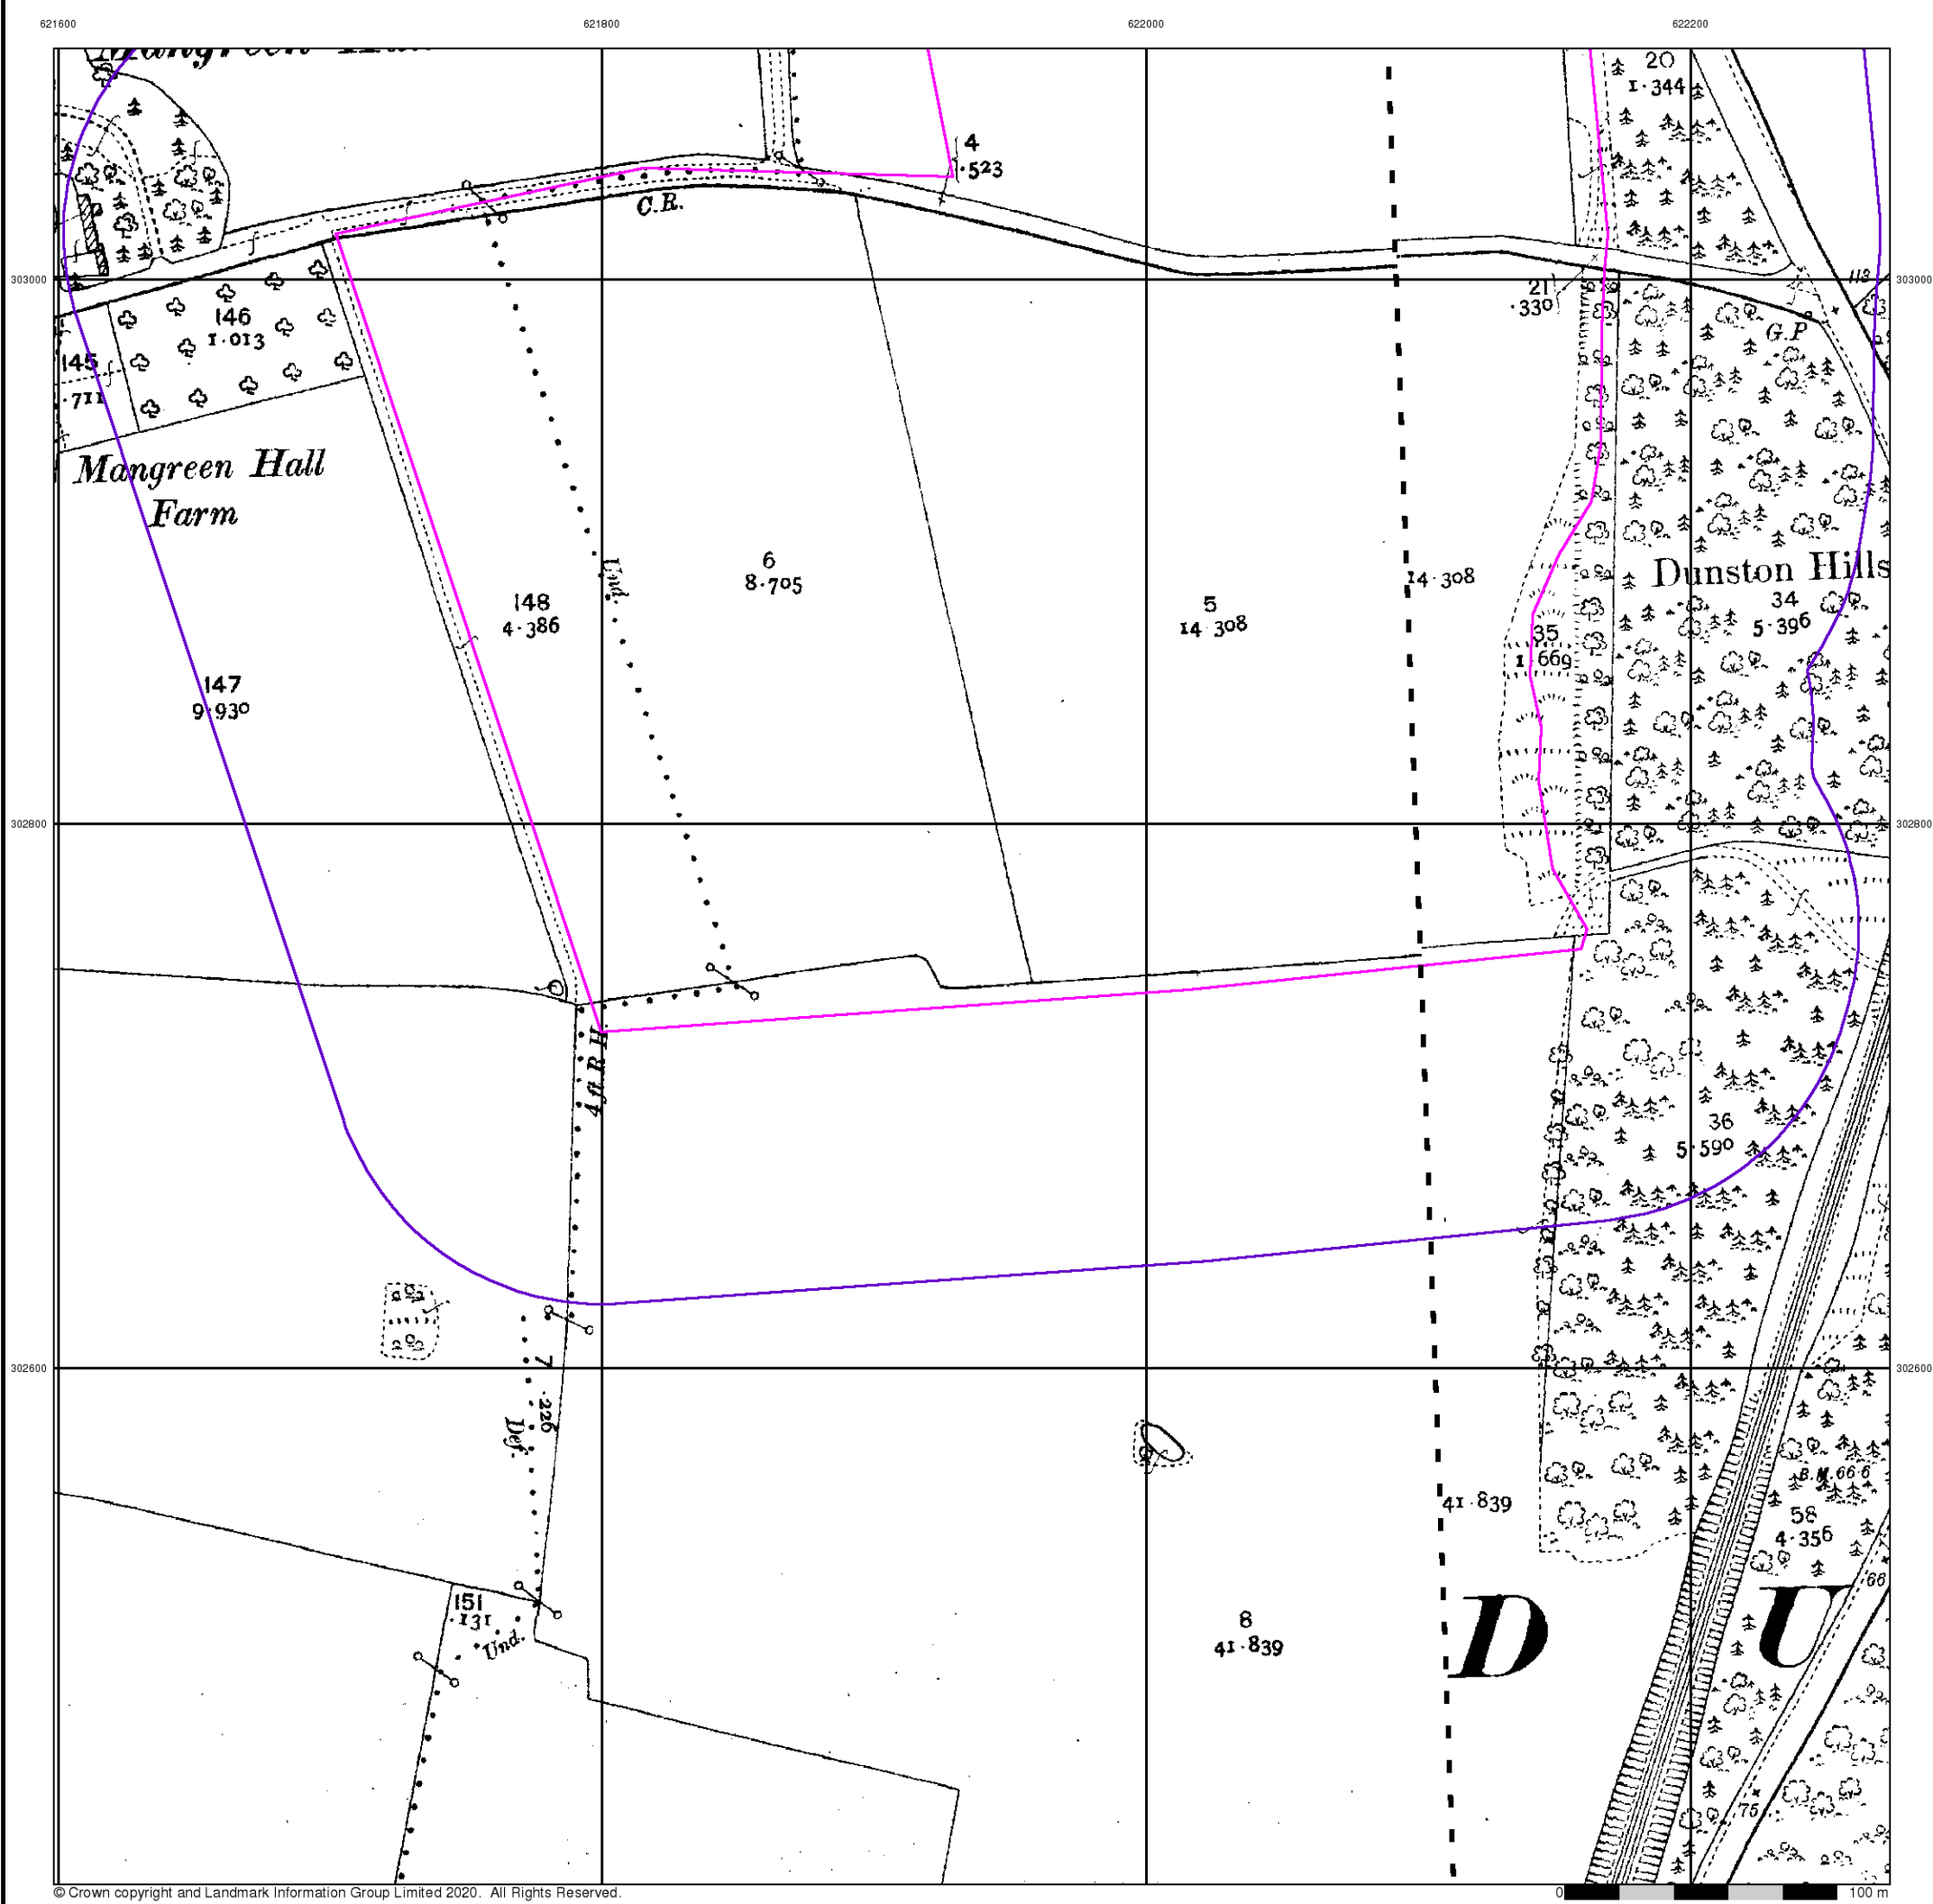 621600 621800 622000 622200
20
1·344
4
·523
C.R.
303000 303000
113
21
·330
G.P
146
1·013
145
·711
Mangreen Hall
Farm
Und.
6
8·705
148
4·386
5
14·308
14·308
Dunston Hills
34
5·396
35
1·669
147
9·930
302800 302800
4 ft R.H.
36
5·590
302600 302600
7
·226
Def.
B.M.66·6
41·839
58
4·356
66
151
·131
Und.
8
41·839
D U
75
© Crown copyright and Landmark Information Group Limited 2020. All Rights Reserved.
0 100 m